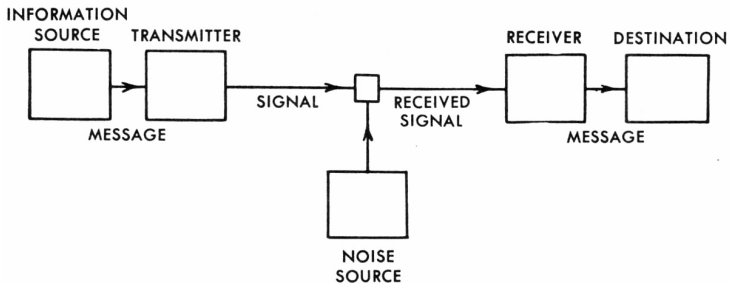 INFORMATION
SOURCE
TRANSMITTER
RECEIVER
DESTINATION
SIGNAL
RECEIVED
SIGNAL
MESSAGE
MESSAGE
NOISE
SOURCE